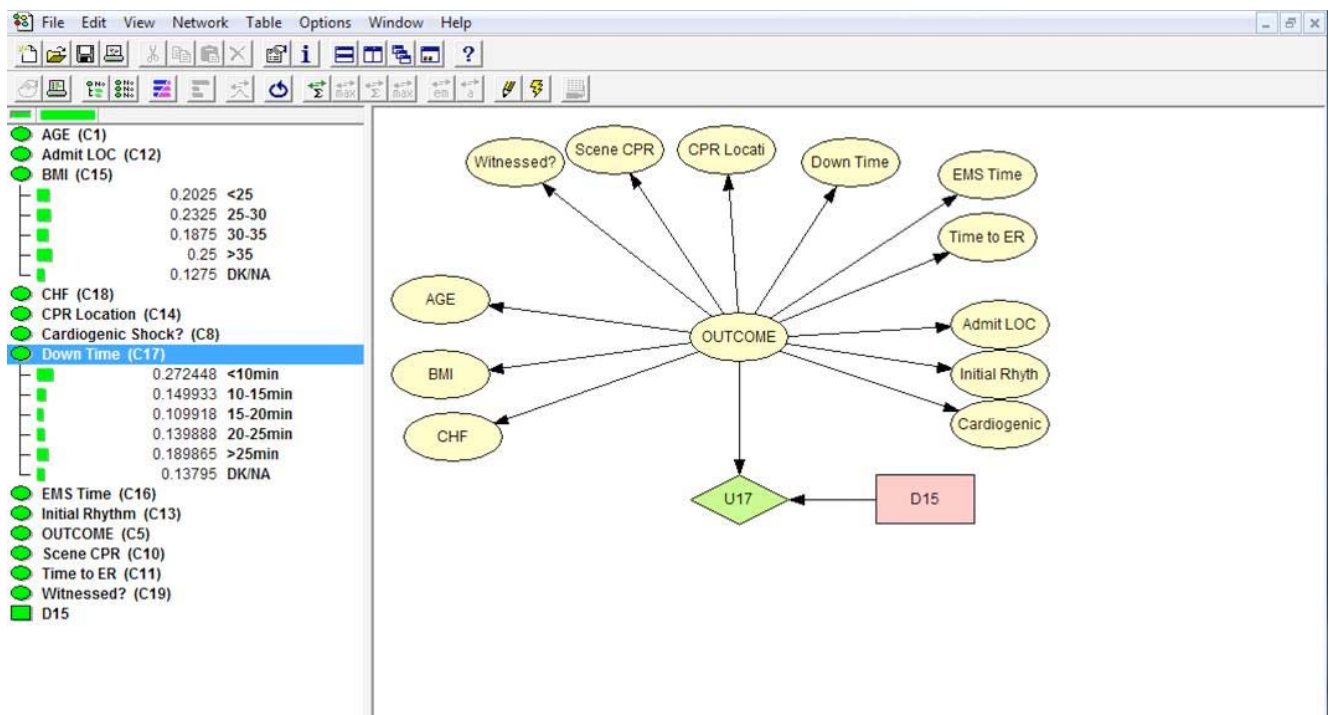 File Edit View Network Table Options Window Help
AGE (C1)
Admit LOC (C12)
BMI (C15)
0.2025 <25
0.2325 25-30
0.1875 30-35
0.25 >35
0.1275 DK/NA
CHF (C18)
CPR Location (C14)
Cardiogenic Shock? (C8)
Down Time (C17)
0.272448 <10min
0.149933 10-15min
0.109918 15-20min
0.139888 20-25min
0.189865 >25min
0.13795 DK/NA
EMS Time (C16)
Initial Rhythm (C13)
OUTCOME (C5)
Scene CPR (C10)
Time to ER (C11)
Witnessed? (C19)
D15
Witnessed?
Scene CPR
CPR Locati
Down Time
EMS Time
Time to ER
AGE
Admit LOC
OUTCOME
BMI
Initial Rhyth
CHF
Cardiogenic
U17
D15